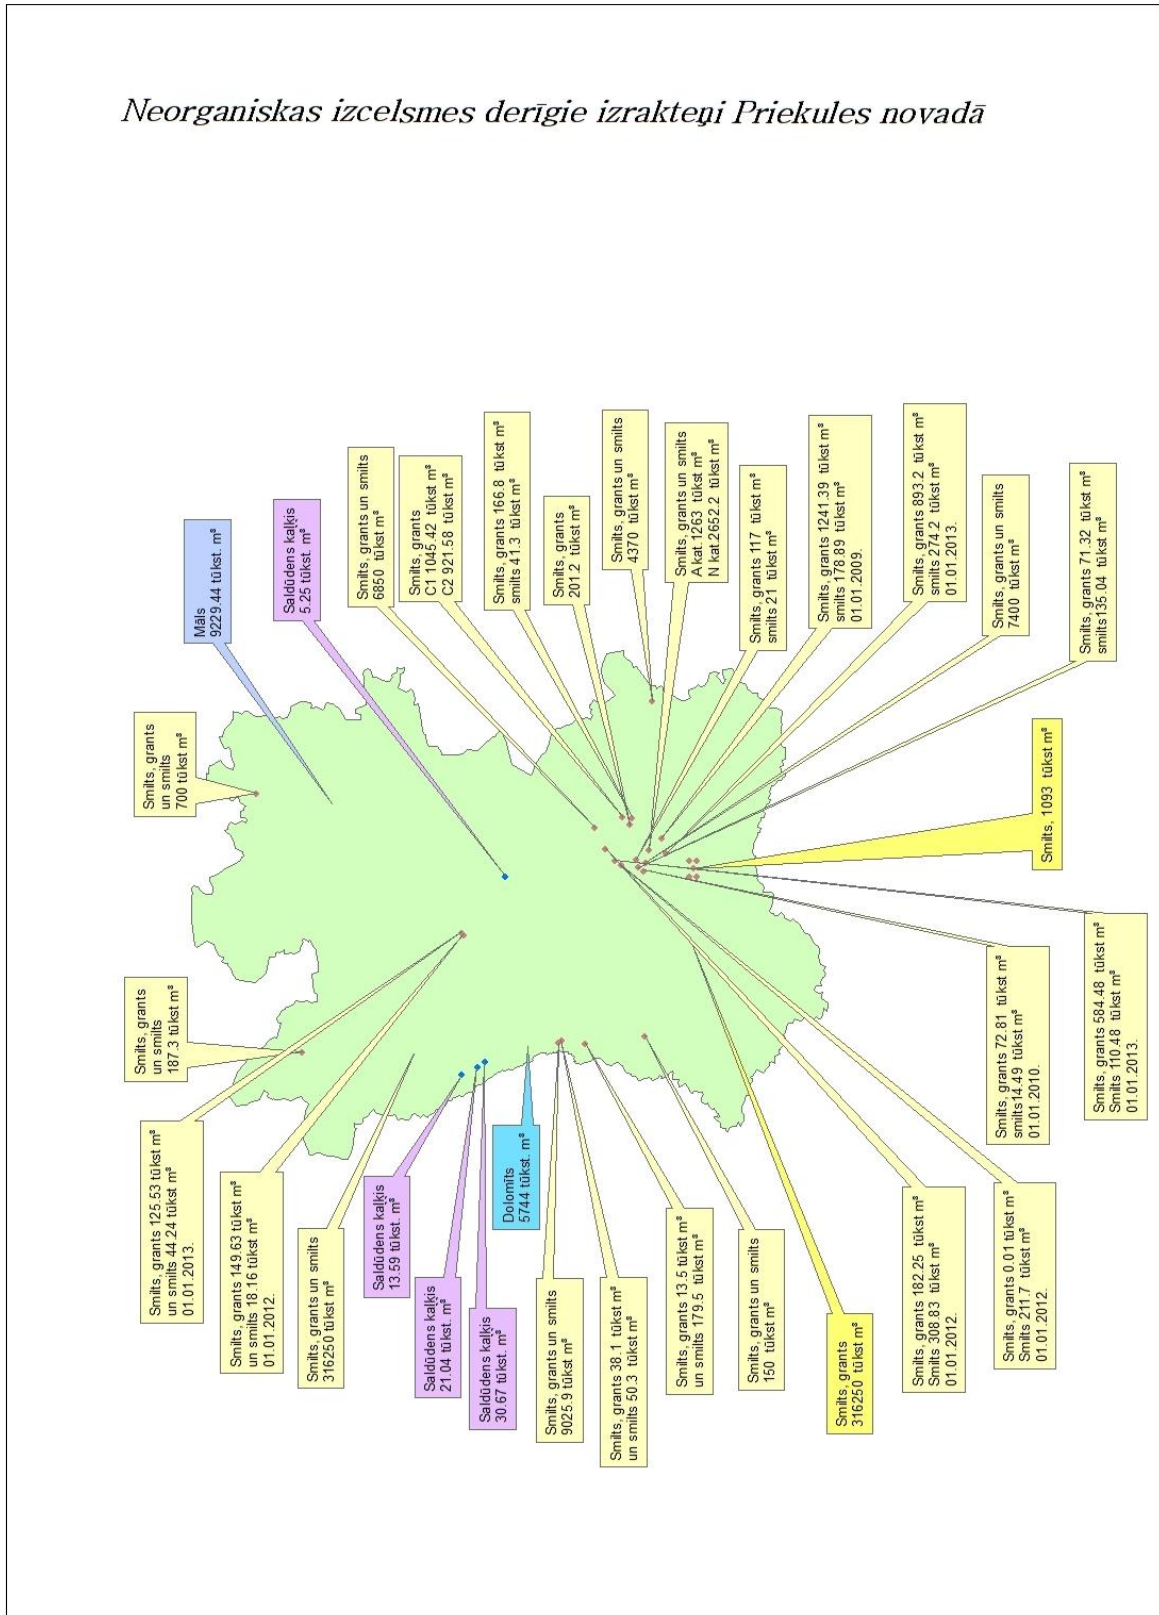 Neorganiskas izcelsmes derīgie izrakteņi Priekules novadā
Smilts, grants
un smilts
700 tūkst m³
Māls
9229.44 tūkst. m³
Saldūdens kaļķis
5.25 tūkst. m³
Smilts, grants un smilts
6850 tūkst m³
Smilts, grants
C1 1045.42 tūkst m³
C2 921.58 tūkst m³
Smilts, grants 166.8 tūkst m³
smilts 41.3 tūkst m³
Smilts, grants
201.2 tūkst m³
Smilts, grants un smilts
4370 tūkst m³
Smilts, grants un smilts
A kat.1263 tūkst m³
N kat.2652.2 tūkst m³
Smilts, grants 117 tūkst m³
smilts 21 tūkst m³
Smilts, grants 1241.39 tūkst m³
smilts 178.89 tūkst m³
01.01.2009.
Smilts, grants 893.2 tūkst m³
smilts 274.2 tūkst m³
01.01.2013.
Smilts, grants un smilts
7400 tūkst m³
Smilts, grants 71.32 tūkst m³
smilts135.04 tūkst m³
Smilts, 1093 tūkst m³
Smilts, grants
un smilts
187.3 tūkst m³
Smilts, grants 125.53 tūkst m³
un smilts 44.24 tūkst m³
01.01.2013.
Smilts, grants 149.63 tūkst m³
un smilts 18.16 tūkst m³
01.01.2012.
Smilts, grants un smilts
316250 tūkst m³
Saldūdens kaļķis
13.59 tūkst. m³
Saldūdens kaļķis
21.04 tūkst. m³
Saldūdens kaļķis
30.67 tūkst. m³
Dolomīts
5744 tūkst. m³
Smilts, grants un smilts
9025.9 tūkst m³
Smilts, grants 38.1 tūkst m³
un smilts 50.3 tūkst m³
Smilts, grants 13.5 tūkst m³
un smilts 179.5 tūkst m³
Smilts, grants un smilts
150 tūkst m³
Smilts, grants
316250 tūkst m³
Smilts, grants 182.25 tūkst m³
Smilts 308.83 tūkst m³
01.01.2012.
Smilts, grants 0.01 tūkst m³
Smilts 211.7 tūkst m³
01.01.2012.
Smilts, grants 72.81 tūkst m³
smilts14.49 tūkst m³
01.01.2010.
Smilts, grants 584.48 tūkst m³
Smilts 110.48 tūkst m³
01.01.2013.